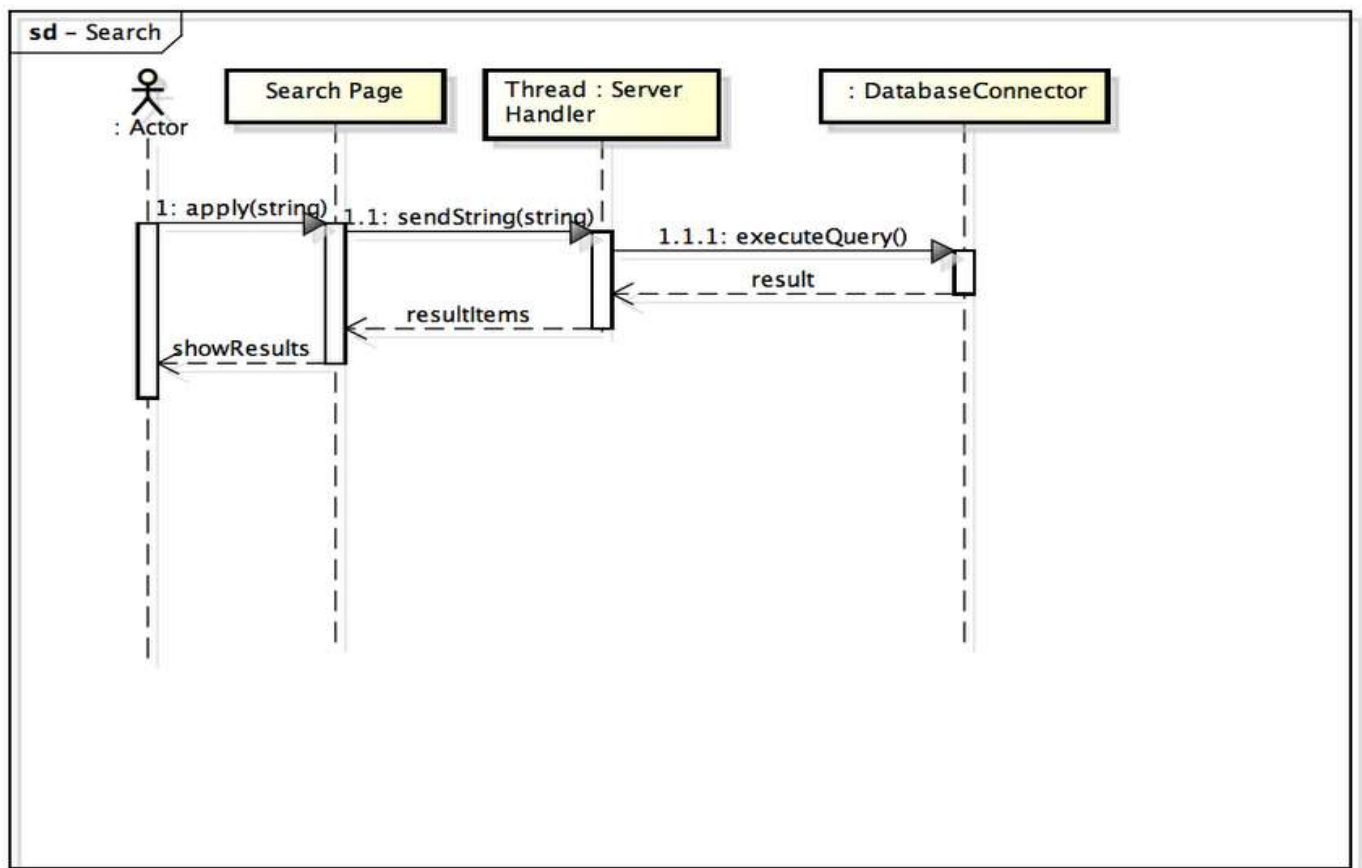 sd – Search
: Actor
Search Page
Thread : Server
Handler
: DatabaseConnector
1: apply(string)
1.1: sendString(string)
1.1.1: executeQuery()
result
resultItems
showResults